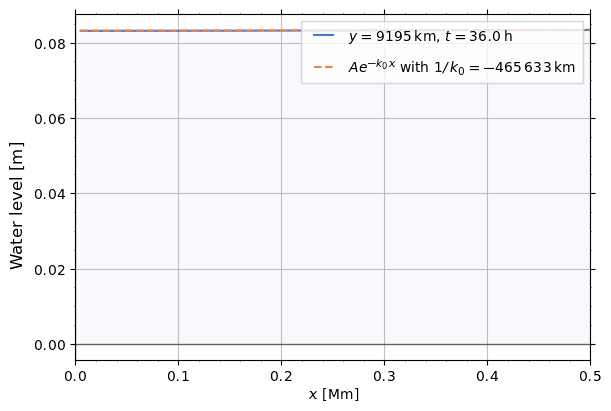 y = 9195 km, t = 36.0 h
Ae^{-k_0x} with 1/k_0 = −465 633 km
Water level [m]
0.08
0.06
0.04
0.02
0.00
0.0 0.1 0.2 0.3 0.4 0.5
x [Mm]